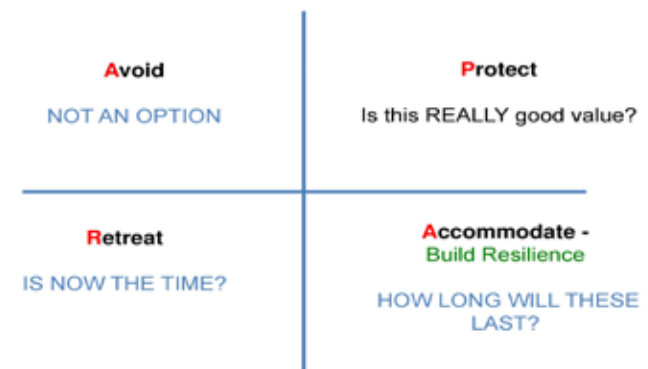 Avoid
NOT AN OPTION
Protect
Is this REALLY good value?
Retreat
IS NOW THE TIME?
Accommodate -
Build Resilience
HOW LONG WILL THESE
LAST?